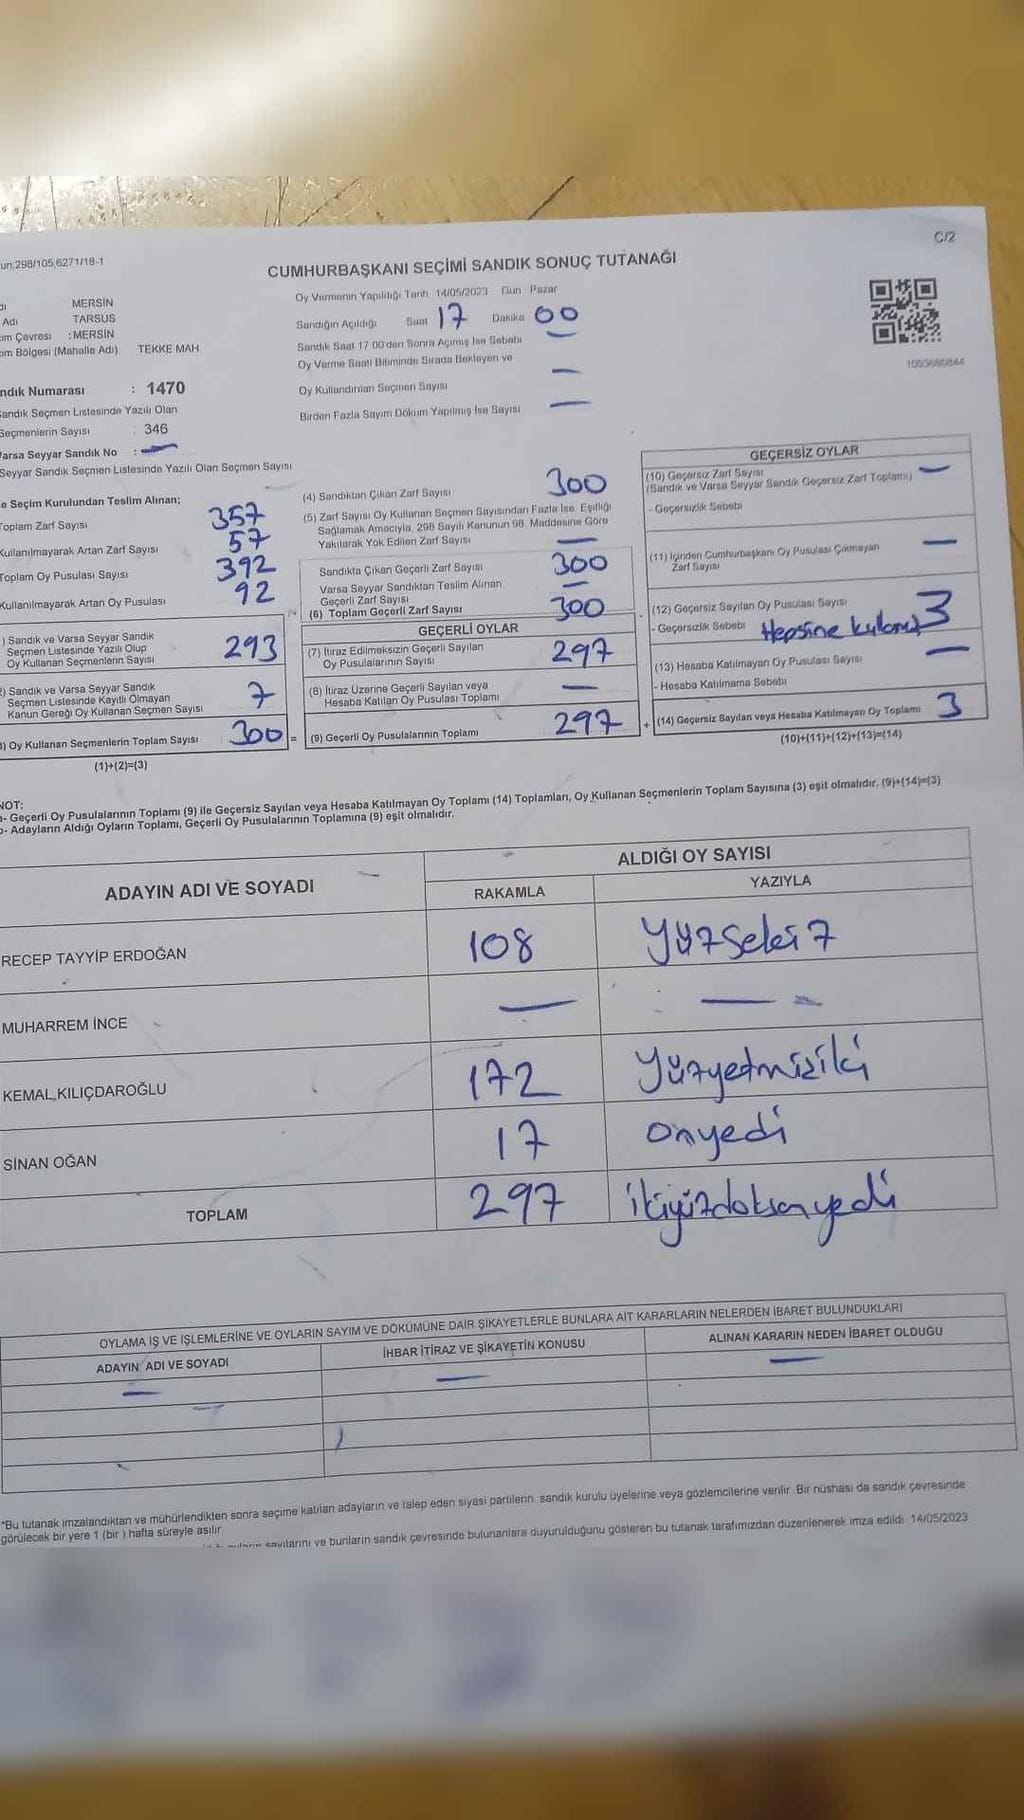 C/2
un:298/105,6271/18-1
CUMHURBAŞKANI SEÇİMİ SANDIK SONUÇ TUTANAĞI
MERSİN
Adı TARSUS
im Çevresi : MERSİN
im Bölgesi (Mahalle Adı) TEKKE MAH
ndık Numarası : 1470
Sandık Seçmen Listesinde Yazılı Olan
Seçmenlerin Sayısı : 346
Varsa Seyyar Sandık No : —
Seyyar Sandık Seçmen Listesinde Yazılı Olan Seçmen Sayısı
Oy Vermenin Yapıldığı Tarih 14/05/2023 Gün Pazar
Sandığın Açıldığı Saat 17 Dakika 00
Sandık Saat 17 00'den Sonra Açımış İse Sebebi —
Oy Verme Saati Bitiminde Sırada Bekleyen ve
Oy Kullandırılan Seçmen Sayısı —
Birden Fazla Sayım Döküm Yapılmış İse Sayısı —
1093680844
e Seçim Kurulundan Teslim Alınan;
Toplam Zarf Sayısı 357
Kullanılmayarak Artan Zarf Sayısı 57
Toplam Oy Pusulası Sayısı 392
Kullanılmayarak Artan Oy Pusulası 92
) Sandık ve Varsa Seyyar Sandık
Seçmen Listesinde Yazılı Olup
Oy Kullanan Seçmenlerin Sayısı 293
2) Sandık ve Varsa Seyyar Sandık
Seçmen Listesinde Kayıtlı Olmayan
Kanun Gereği Oy Kullanan Seçmen Sayısı 7
3) Oy Kullanan Seçmenlerin Toplam Sayısı 300 =
(1)+(2)=(3)
(4) Sandıktan Çıkan Zarf Sayısı 300
(5) Zarf Sayısı Oy Kullanan Seçmen Sayısından Fazla İse, Eşitliği
Sağlamak Amacıyla, 298 Sayılı Kanunun 98. Maddesine Göre
Yakılarak Yok Edilen Zarf Sayısı —
Sandıkta Çıkan Geçerli Zarf Sayısı 300
Varsa Seyyar Sandıktan Teslim Alınan
Geçerli Zarf Sayısı —
(6) Toplam Geçerli Zarf Sayısı 300
GEÇERLİ OYLAR
(7) İtiraz Edilmeksizin Geçerli Sayılan
Oy Pusulalarının Sayısı 297
(8) İtiraz Üzerine Geçerli Sayılan veya
Hesaba Katılan Oy Pusulası Toplamı —
(9) Geçerli Oy Pusulalarının Toplamı 297 +
GEÇERSİZ OYLAR
(10) Geçersiz Zarf Sayısı —
(Sandık ve Varsa Seyyar Sandık Geçersiz Zarf Toplamı)
- Geçersizlik Sebebi
(11) İçinden Cumhurbaşkanı Oy Pusulası Çıkmayan
Zarf Sayısı —
(12) Geçersiz Sayılan Oy Pusulası Sayısı 3
- Geçersizlik Sebebi Hepsine
(13) Hesaba Katılmayan Oy Pusulası Sayısı —
- Hesaba Katılmama Sebebi
(14) Geçersiz Sayılan veya Hesaba Katılmayan Oy Toplamı 3
(10)+(11)+(12)+(13)=(14)
NOT:
a- Geçerli Oy Pusulalarının Toplamı (9) ile Geçersiz Sayılan veya Hesaba Katılmayan Oy Toplamı (14) Toplamları, Oy Kullanan Seçmenlerin Toplam Sayısına (3) eşit olmalıdır. (9)+(14)=(3)
b- Adayların Aldığı Oyların Toplamı, Geçerli Oy Pusulalarının Toplamına (9) eşit olmalıdır.
ADAYIN ADI VE SOYADI
ALDIĞI OY SAYISI
RAKAMLA YAZIYLA
RECEP TAYYİP ERDOĞAN 108 Yüzseki7
MUHARREM İNCE — —
KEMAL KILIÇDAROĞLU 172 Yüzyetmişiki
SİNAN OĞAN 17 onyedi
TOPLAM 297 ikiyüzdoksanyedi
OYLAMA İŞ VE İŞLEMLERİNE VE OYLARIN SAYIM VE DÖKÜMÜNE DAİR ŞİKAYETLERLE BUNLARA AİT KARARLARIN NELERDEN İBARET BULUNDUKLARI
ADAYIN ADI VE SOYADI İHBAR İTİRAZ VE ŞİKAYETİN KONUSU ALINAN KARARIN NEDEN İBARET OLDUĞU
— — —
*Bu tutanak imzalandıktan ve mühürlendikten sonra seçime katılan adayların ve talep eden siyasi partilerin sandık kurulu üyelerine veya gözlemcilerine verilir. Bir nüshası da sandık çevresinde
görülecek bir yere 1 (bir ) hafta süreyle asılır
sayılarını ve bunların sandık çevresinde bulunanlara duyurulduğunu gösteren bu tutanak tarafımızdan düzenlenerek imza edildi. 14/05/2023